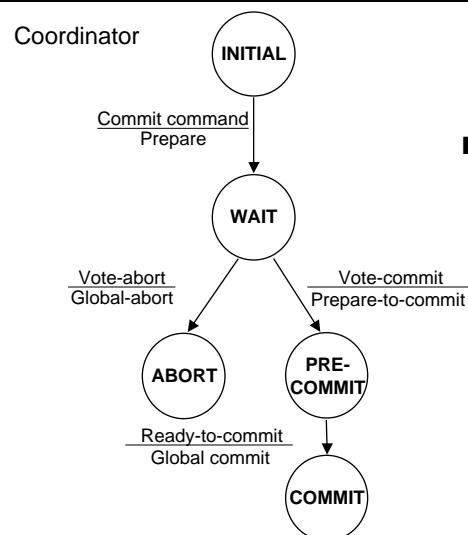 Coordinator
INITIAL
Commit command
Prepare
WAIT
Vote-abort
Global-abort
Vote-commit
Prepare-to-commit
ABORT
PRE-
COMMIT
Ready-to-commit
Global commit
COMMIT